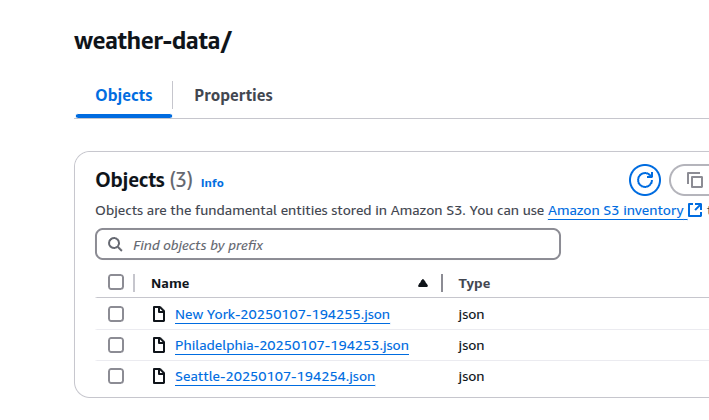 weather-data/
Objects Properties
Objects (3) Info
Objects are the fundamental entities stored in Amazon S3. You can use Amazon S3 inventory
Find objects by prefix
Name Type
New York-20250107-194255.json json
Philadelphia-20250107-194253.json json
Seattle-20250107-194254.json json